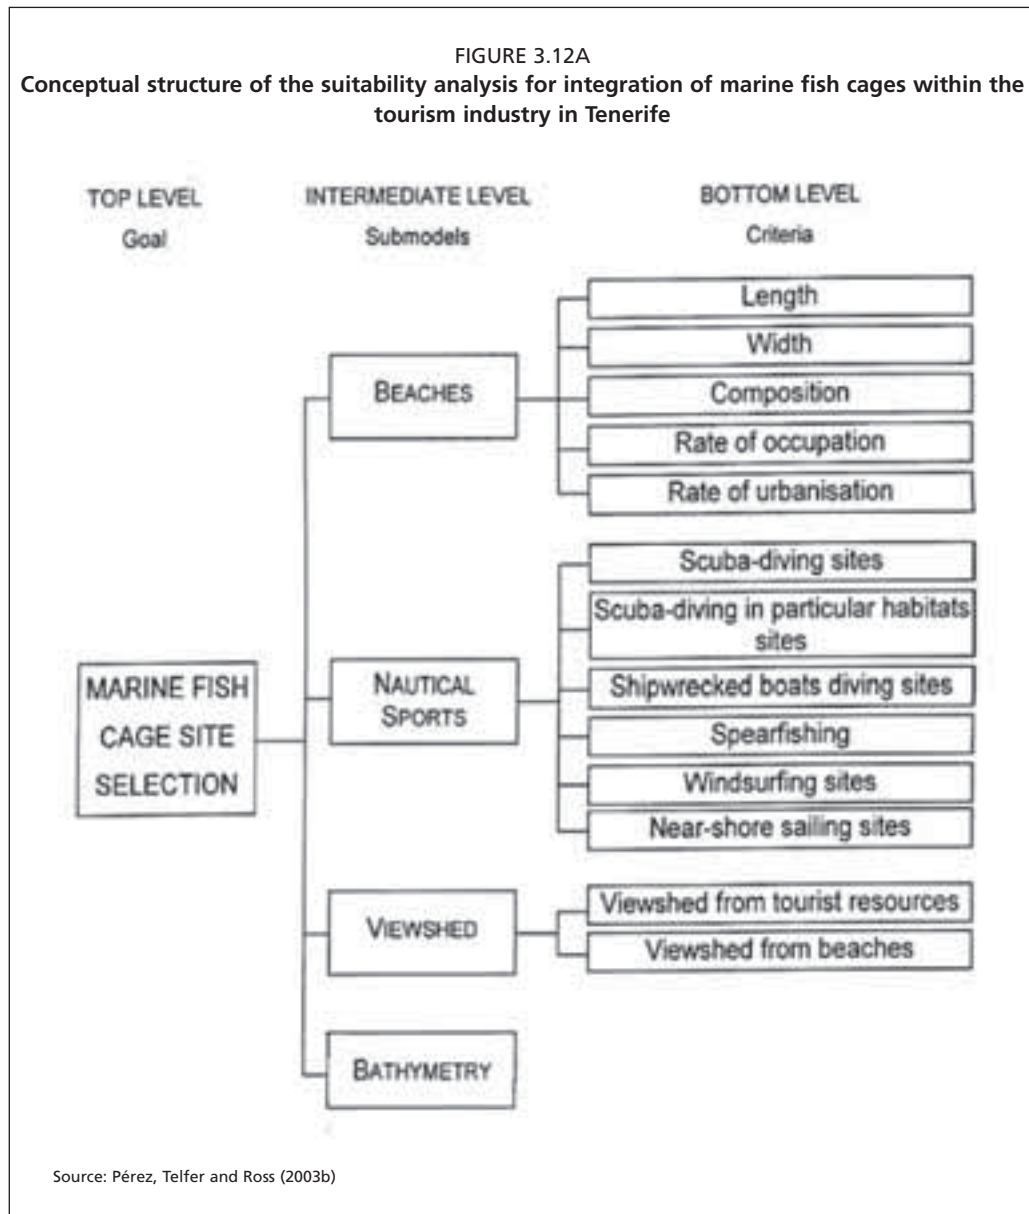 FIGURE 3.12A
Conceptual structure of the suitability analysis for integration of marine fish cages within the
tourism industry in Tenerife
TOP LEVEL
Goal
INTERMEDIATE LEVEL
Submodels
BOTTOM LEVEL
Criteria
MARINE FISH
CAGE SITE
SELECTION
BEACHES
Length
Width
Composition
Rate of occupation
Rate of urbanisation
NAUTICAL
SPORTS
Scuba-diving sites
Scuba-diving in particular habitats
sites
Shipwrecked boats diving sites
Spearfishing
Windsurfing sites
Near-shore sailing sites
VIEWSHED
Viewshed from tourist resources
Viewshed from beaches
BATHYMETRY
Source: Pérez, Telfer and Ross (2003b)